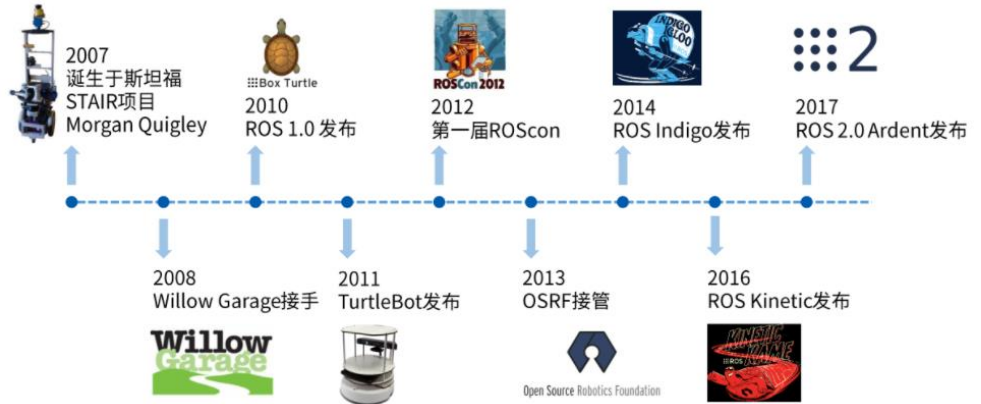 2007
诞生于斯坦福
STAIR项目
Morgan Quigley
Box Turtle
2010
ROS 1.0 发布
ROSCon 2012
2012
第一届ROScon
INDIGO
IGLOO
2014
ROS Indigo发布
2
2017
ROS 2.0 Ardent发布
2008
Willow Garage接手
Willow
Garage
2011
TurtleBot发布
2013
OSRF接管
Open Source Robotics Foundation
2016
ROS Kinetic发布
KINETIC
KAME
ROS